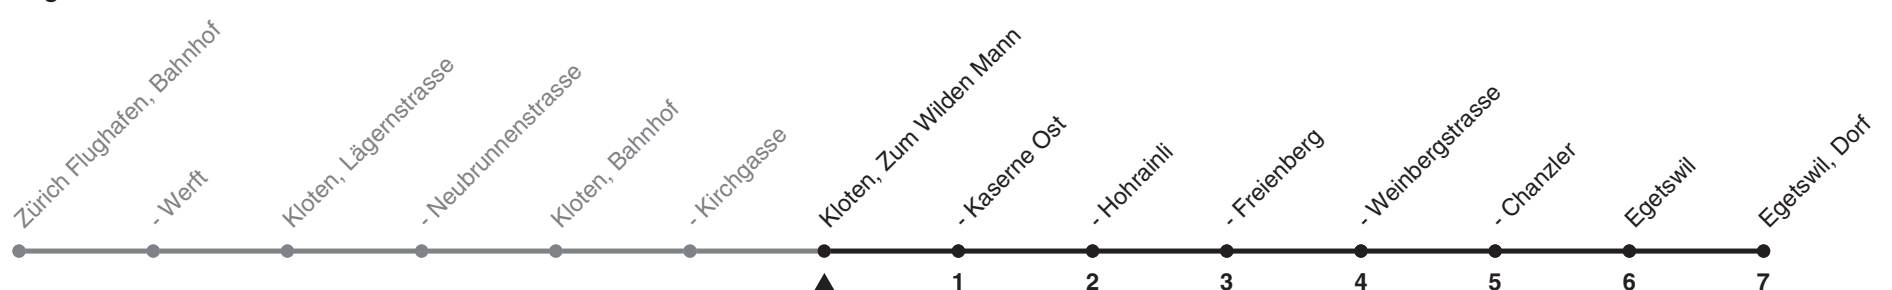 Zürich Flughafen, Bahnhof
- Werft
Kloten, Lägernstrasse
- Neubrunnenstrasse
Kloten, Bahnhof
- Kirchgasse
Kloten, Zum Wilden Mann
- Kaserne Ost
- Hohrainli
- Freienberg
- Weinbergstrasse
- Chanzler
Egetswil
Egetswil, Dorf
1 2 3 4 5 6 7